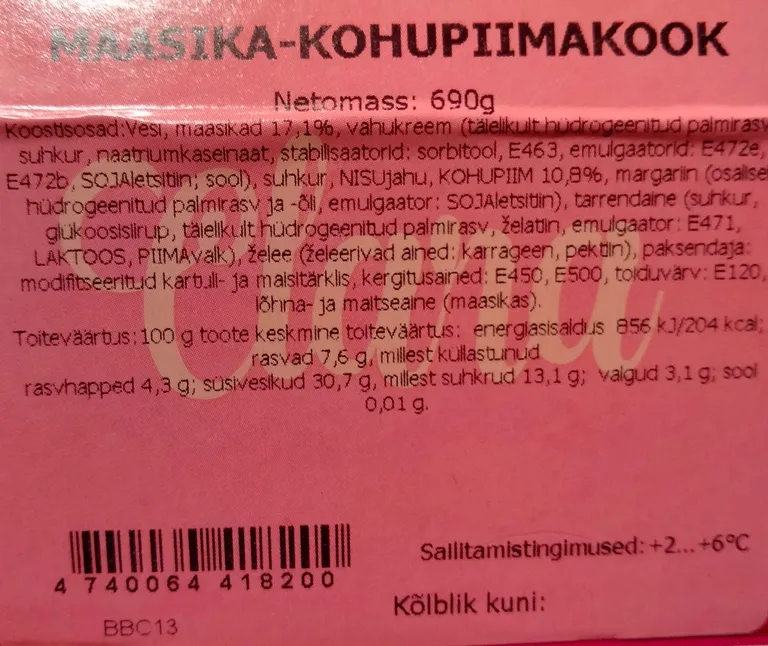 MAASIKA-KOHUPIIMAKOOK
Netomass: 690g
Koostisosad:Vesi, maasikad 17,1%, vahukreem (täielikult hüdrogeenitud palmirasv
suhkur, naatriumkaseinaat, stabilisaatorid: sorbitool, E463, emulgaatorid: E472e,
E472b, SOJAletsitiin; sool), suhkur, NISUjahu, KOHUPIIM 10,8%, margariin (osalise
hüdrogeenitud palmirasv ja -õli, emulgaator: SOJAletsitiin), tarrendaine (suhkur,
glükoosisiirup, täielikult hüdrogeenitud palmirasv, želatiin, emulgaator: E471,
LAKTOOS, PIIMAvalk), želee (želeerivad ained: karrageen, pektiin), paksendaja:
modifitseeritud kartuli- ja maisitärklis, kergitusained: E450, E500, toiduvärv: E120,
lõhna- ja maitseaine (maasikas).
Toiteväärtus:100 g toote keskmine toiteväärtus: energiasisaldus 856 kJ/204 kcal;
rasvad 7,6 g, millest küllastunud
rasvhapped 4,3 g; süsivesikud 30,7 g, millest suhkrud 13,1 g; valgud 3,1 g; sool
0,01 g.
Clara
4 740064 418200
Säilitamistingimused:+2...+6°C
Kõlblik kuni:
BBC13